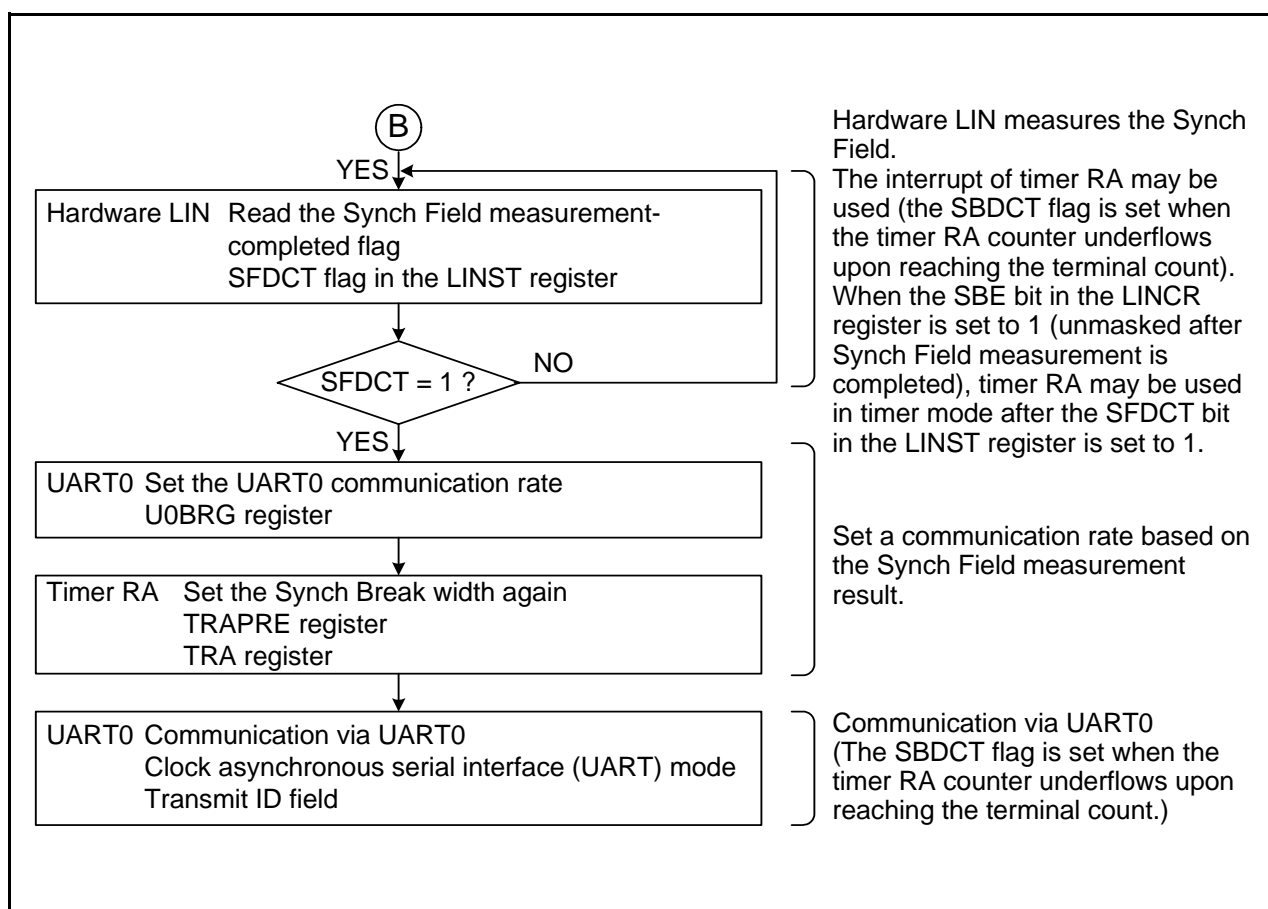 B
YES
Hardware LIN Read the Synch Field measurement-
completed flag
SFDCT flag in the LINST register
SFDCT = 1 ?
NO
YES
UART0 Set the UART0 communication rate
U0BRG register
Timer RA Set the Synch Break width again
TRAPRE register
TRA register
UART0 Communication via UART0
Clock asynchronous serial interface (UART) mode
Transmit ID field
Hardware LIN measures the Synch
Field.
The interrupt of timer RA may be
used (the SBDCT flag is set when
the timer RA counter underflows
upon reaching the terminal count).
When the SBE bit in the LINCR
register is set to 1 (unmasked after
Synch Field measurement is
completed), timer RA may be used
in timer mode after the SFDCT bit
in the LINST register is set to 1.
Set a communication rate based on
the Synch Field measurement
result.
Communication via UART0
(The SBDCT flag is set when the
timer RA counter underflows upon
reaching the terminal count.)